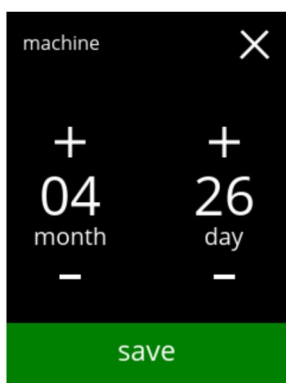 machine
+ +
04 26
month day
- -
save